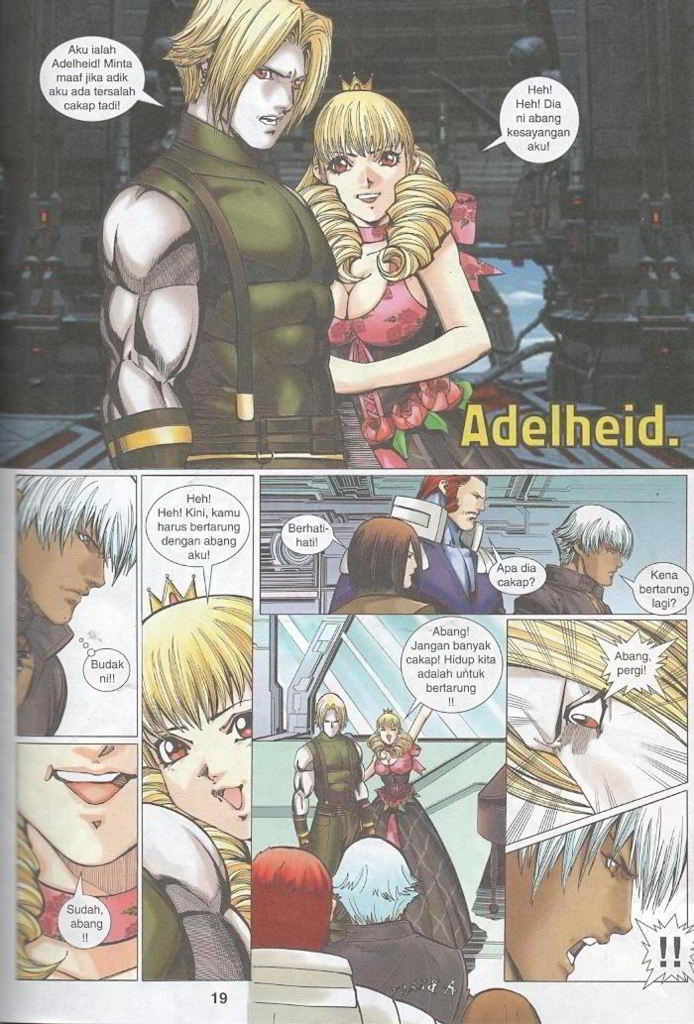 Aku ialah
Adelheid! Minta
maaf jika adik
aku ada tersalah
cakap tadi!
Heh!
Heh! Dia
ni abang
kesayangan
aku!
Adelheid.
Budak
ni!!
Heh!
Heh! Kini, kamu
harus bertarung
dengan abang
aku!
Berhati-
hati!
Apa dia
cakap?
Kena
bertarung
lagi?
Sudah,
abang
!!
Abang!
Jangan banyak
cakap! Hidup kita
adalah untuk
bertarung
!!
Abang,
pergi!
!!
19